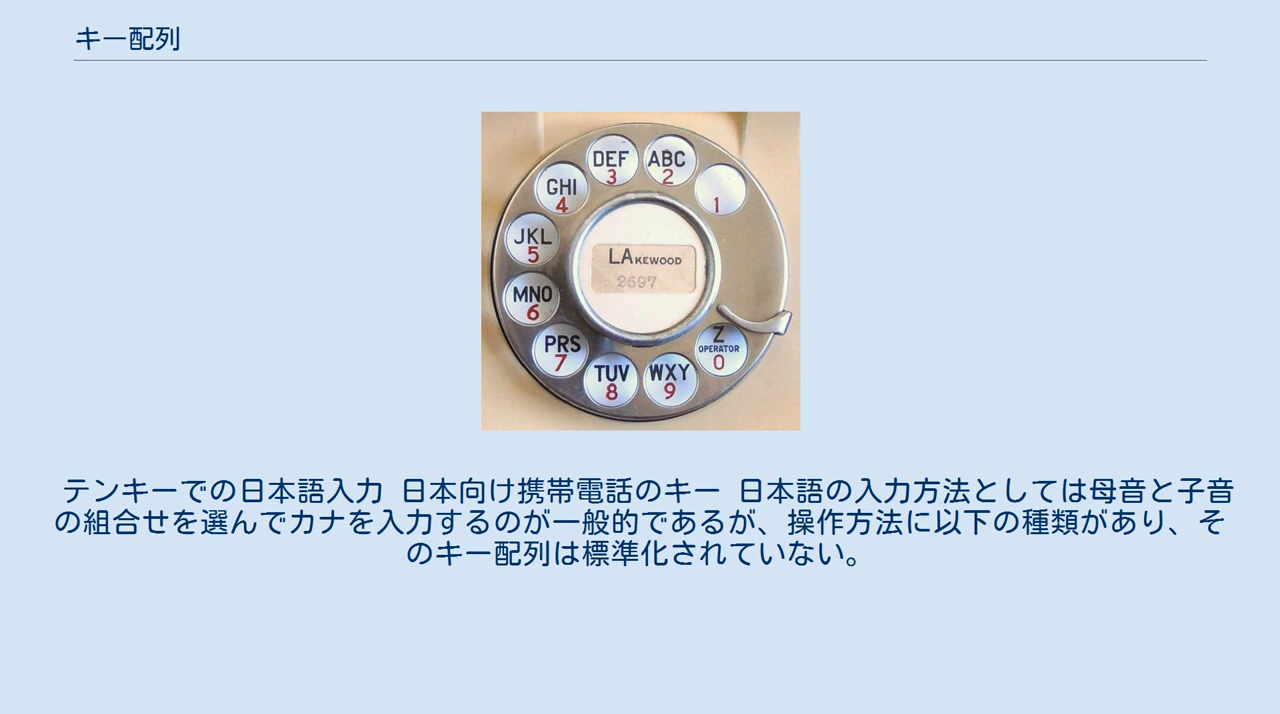 キー配列
ABC
2
DEF
3
1
GHI
4
JKL
5
LAKEWOOD
2697
MNO
6
PRS
7
TUV
8
WXY
9
Z
OPERATOR
0
テンキーでの日本語入力 日本向け携帯電話のキー 日本語の入力方法としては母音と子音
の組合せを選んでカナを入力するのが一般的であるが、操作方法に以下の種類があり、そ
のキー配列は標準化されていない。